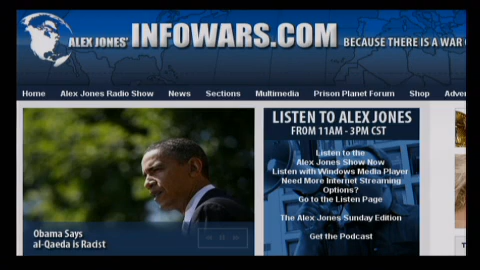 ALEX JONES' INFOWARS.COM BECAUSE THERE IS A WAR
Home Alex Jones Radio Show News Sections Multimedia Prison Planet Forum Shop
LISTEN TO ALEX JONES
FROM 11AM - 3PM CST
Listen to the
Alex Jones Show Now
Listen with Windows Media Player
Need More Internet Streaming
Options?
Go to the Listen Page
The Alex Jones Sunday Edition
Get the Podcast
Obama Says
al-Qaeda is Racist